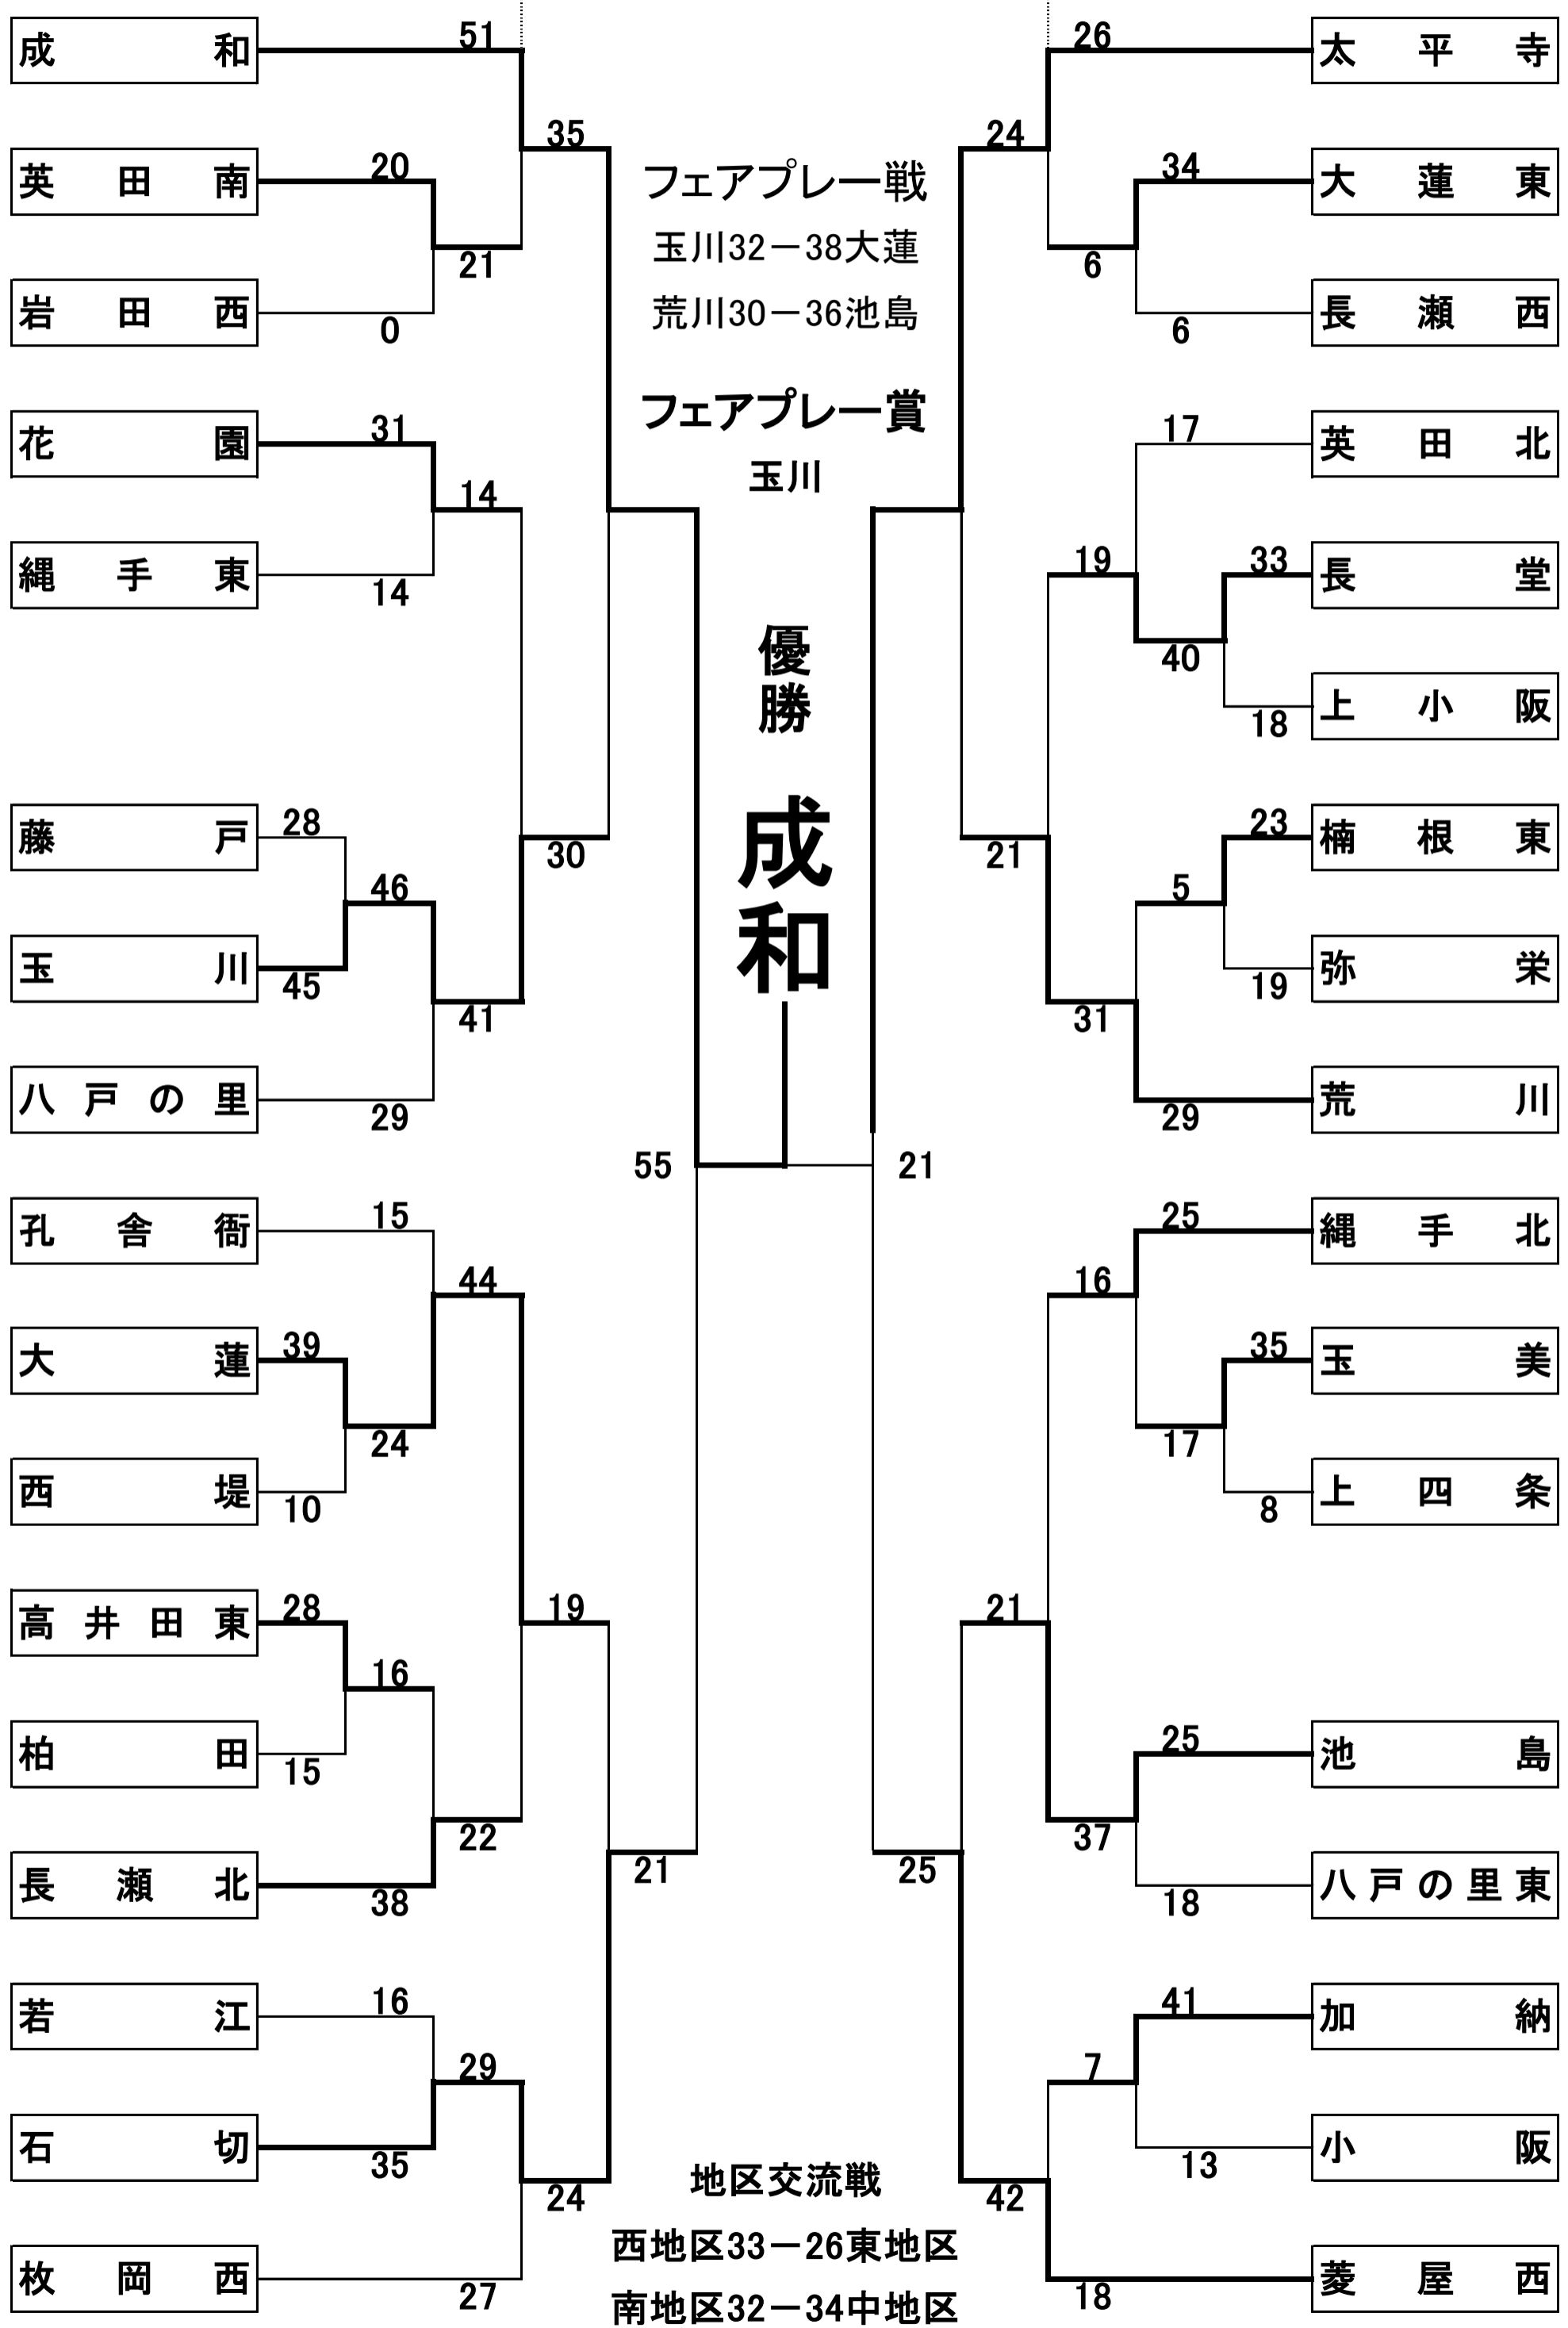 成和
51
英田南
20
21
岩田西
0
35
花園
31
14
縄手東
14
藤戸
28
46
玉川
45
41
八戸の里
29
30
孔舎衙
15
44
大蓮
39
24
西堤
10
19
高井田東
28
16
柏田
15
22
長瀬北
38
21
若江
16
29
石切
35
24
枚岡西
27
フェアプレー戦
玉川32－38大蓮
荒川30－36池島
フェアプレー賞
玉川
優勝
成和
55
21
地区交流戦
西地区33－26東地区
南地区32－34中地区
26
太平寺
24
34
大蓮東
6
6
長瀬西
17
英田北
19
33
長堂
40
18
上小阪
21
23
楠根東
5
19
弥栄
31
29
荒川
25
縄手北
16
35
玉美
17
8
上四条
21
25
池島
37
18
八戸の里東
25
41
加納
7
13
小阪
42
18
菱屋西